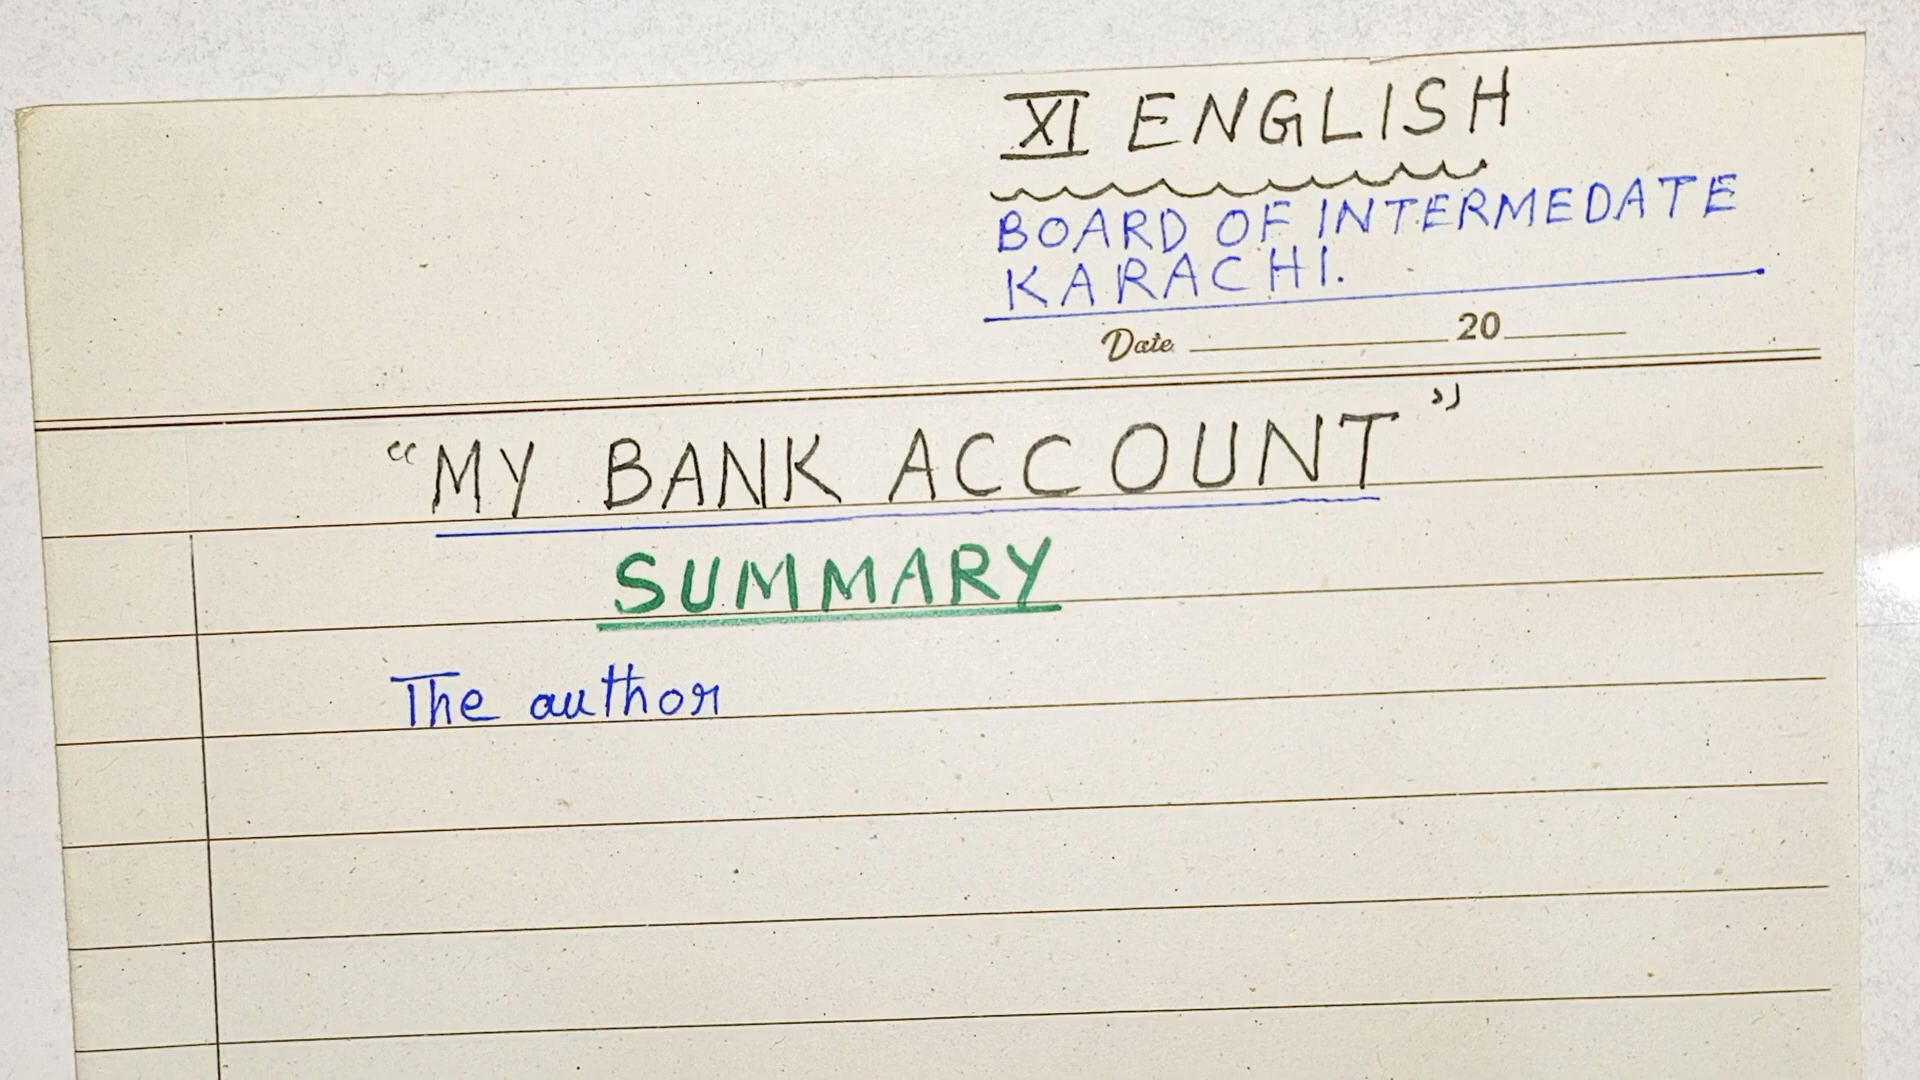 XI ENGLISH
BOARD OF INTERMEDATE
KARACHI.
Date 20
“MY BANK ACCOUNT”
SUMMARY
The author